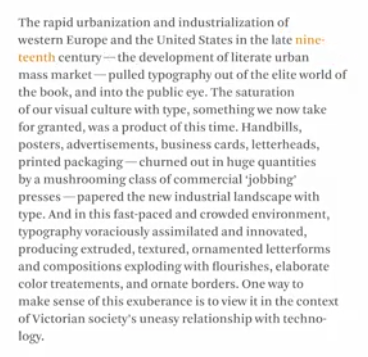 The rapid urbanization and industrialization of
western Europe and the United States in the late nine-
teenth century—the development of literate urban
mass market—pulled typography out of the elite world of
the book, and into the public eye. The saturation
of our visual culture with type, something we now take
for granted, was a product of this time. Handbills,
posters, advertisements, business cards, letterheads,
printed packaging—churned out in huge quantities
by a mushrooming class of commercial ‘jobbing’
presses—papered the new industrial landscape with
type. And in this fast-paced and crowded environment,
typography voraciously assimilated and innovated,
producing extruded, textured, ornamented letterforms
and compositions exploding with flourishes, elaborate
color treatements, and ornate borders. One way to
make sense of this exuberance is to view it in the context
of Victorian society’s uneasy relationship with techno-
logy.